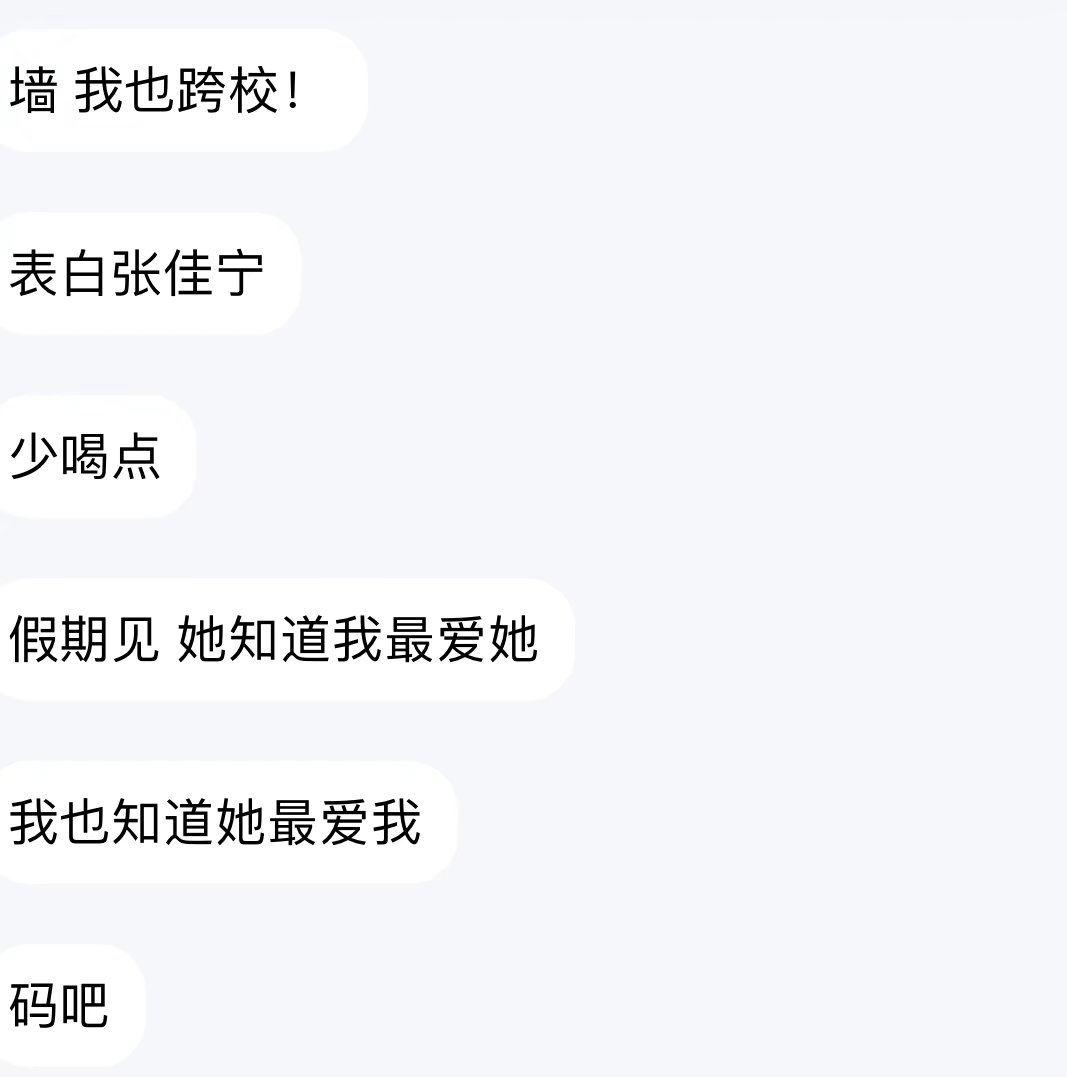 墙 我也跨校！
表白张佳宁
少喝点
假期见 她知道我最爱她
我也知道她最爱我
码吧